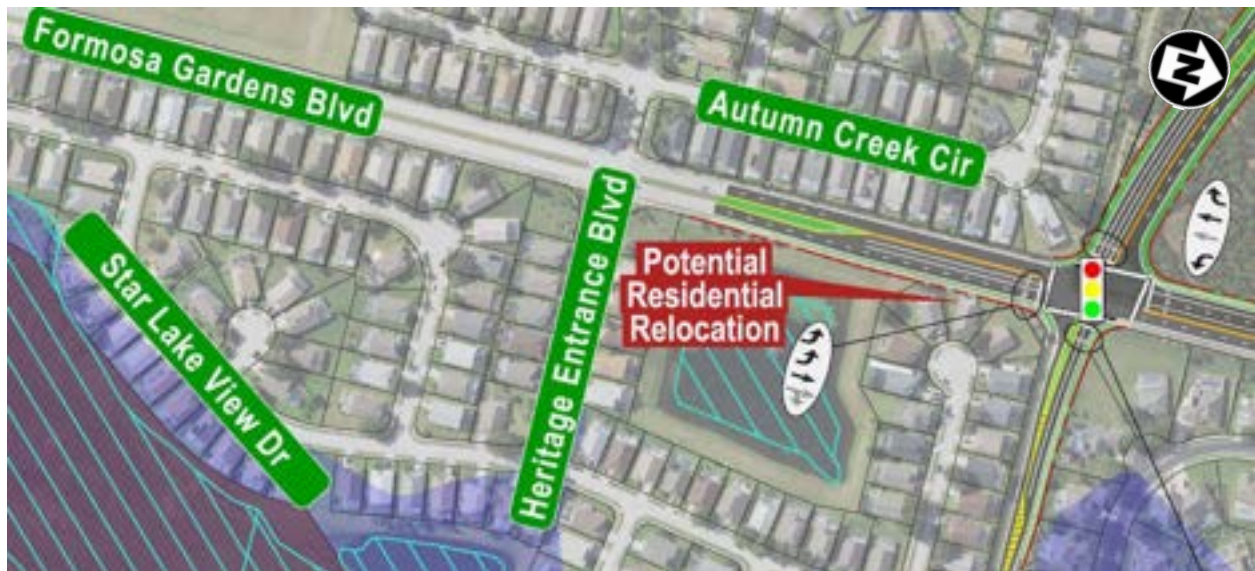 Formosa Gardens Blvd
Autumn Creek Cir
N
Star Lake View Dr
Heritage Entrance Blvd
Potential
Residential
Relocation